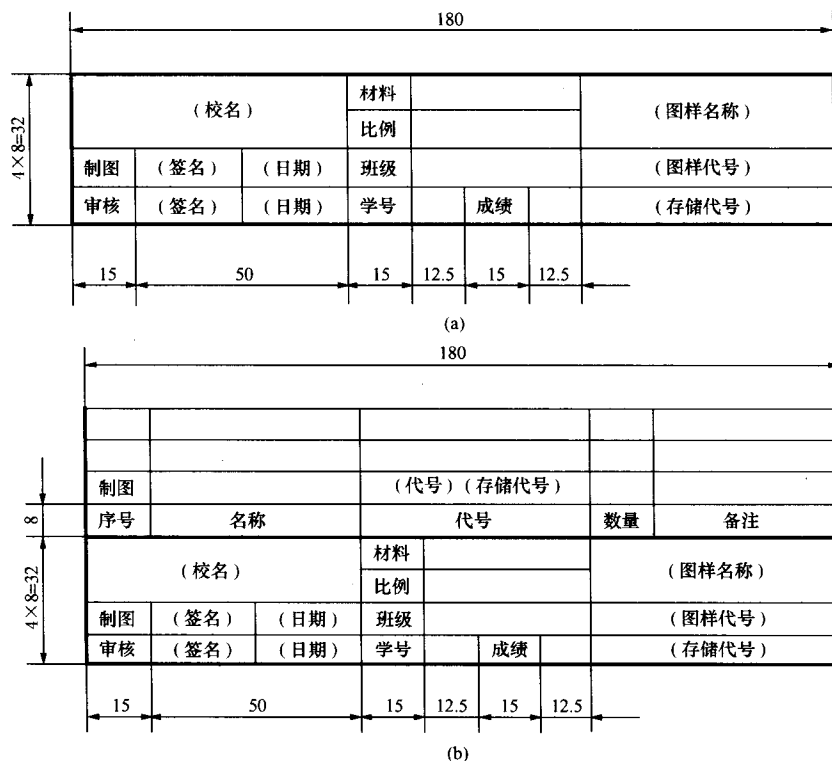 180
4×8=32
(校名) 材料 (图样名称)
比例
制图 (签名) (日期) 班级 (图样代号)
审核 (签名) (日期) 学号 成绩 (存储代号)
15 50 15 12.5 15 12.5
(a)
180
制图 (代号)(存储代号)
8 序号 名称 代号 数量 备注
4×8=32
(校名) 材料 (图样名称)
比例
制图 (签名) (日期) 班级 (图样代号)
审核 (签名) (日期) 学号 成绩 (存储代号)
15 50 15 12.5 15 12.5
(b)